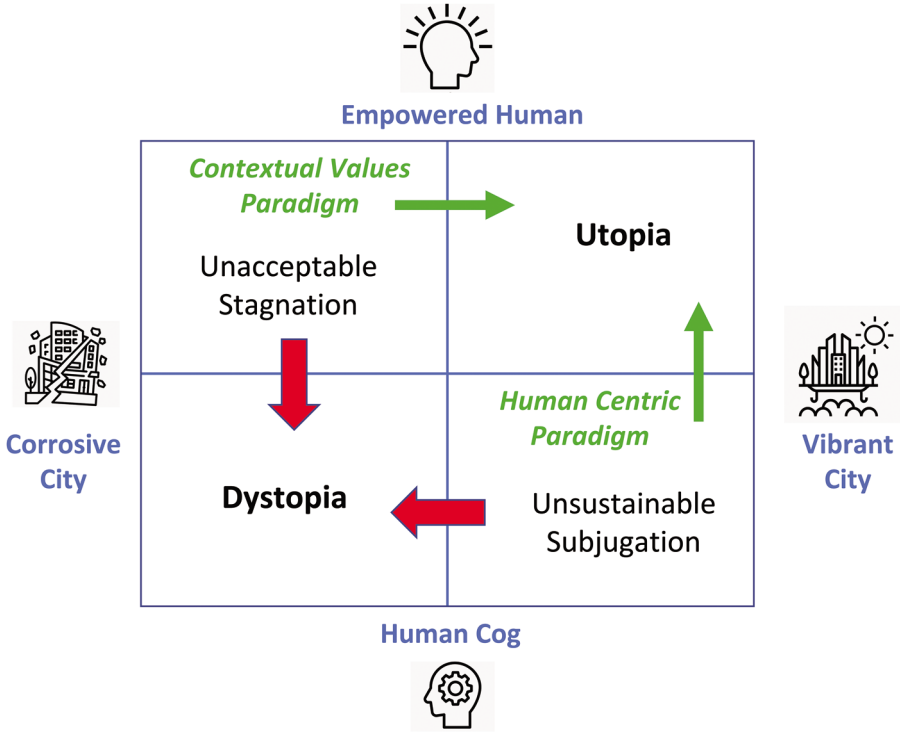 Empowered Human
Contextual Values
Paradigm
Utopia
Unacceptable
Stagnation
Corrosive
City
Human Centric
Paradigm
Vibrant
City
Dystopia
Unsustainable
Subjugation
Human Cog